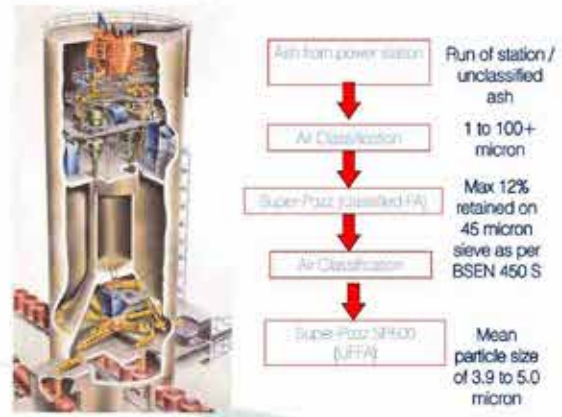 Ash from power station
Run of station /
unclassified
ash
Air Classification
1 to 100+
micron
Super-Pozz (classified FA)
Max 12%
retained on
45 micron
sieve as per
BSEN 450 S
Air Classification
Super-Pozz SP600
(UFFA)
Mean
particle size
of 3.9 to 5.0
micron